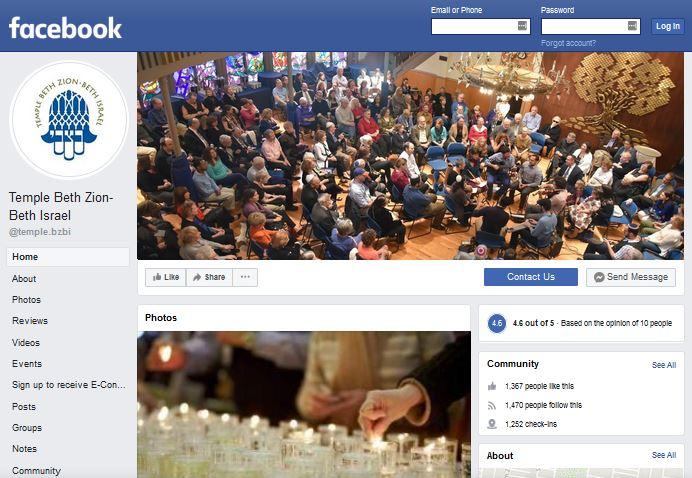 facebook
Email or Phone
Password
Log In
Forgot account?
TEMPLE BETH ZION-BETH ISRAEL
Temple Beth Zion-
Beth Israel
@temple.bzbi
Home
About
Photos
Reviews
Videos
Events
Sign up to receive E-Con...
Posts
Groups
Notes
Community
Like
Share
Contact Us
Send Message
Photos
4.6
4.6 out of 5 · Based on the opinion of 10 people
Community
See All
1,367 people like this
1,470 people follow this
1,252 check-ins
About
See All